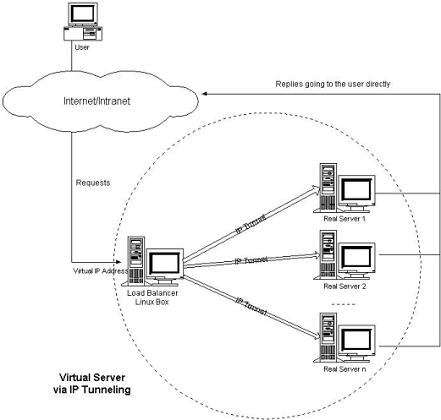 User
Internet/Intranet
Replies going to the user directly
Requests
Virtual IP Address
Load Balancer
Linux Box
IP Tunnel
IP Tunnel
IP Tunnel
Real Server 1
Real Server 2
Real Server n
Virtual Server
via IP Tunneling